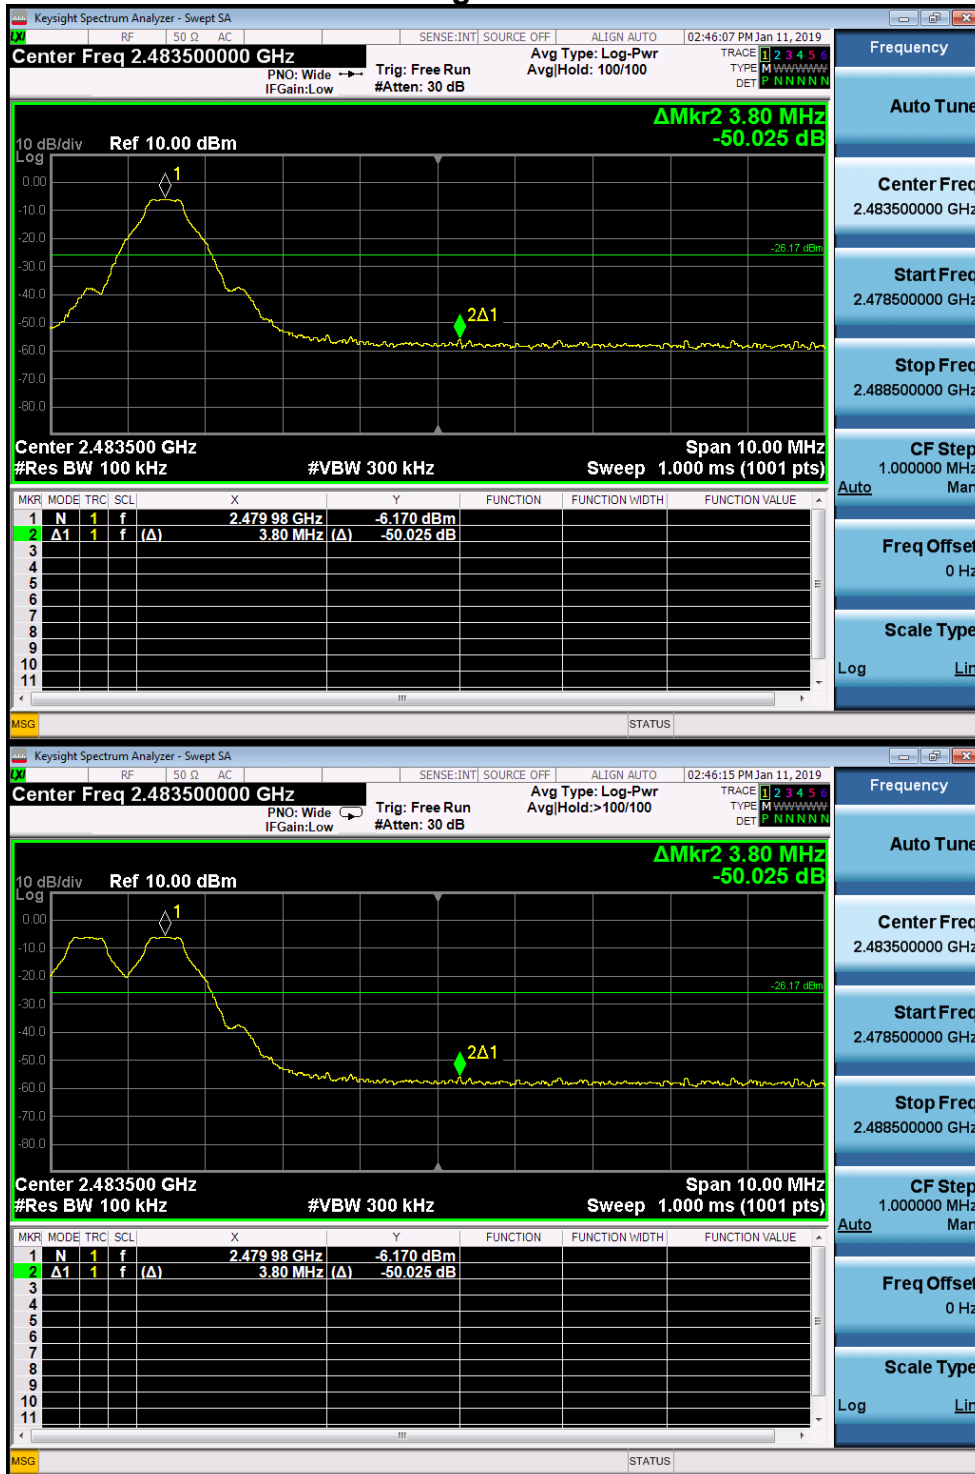 Keysight Spectrum Analyzer - Swept SA
LXI RF 50 Ω AC SENSE:INT SOURCE OFF ALIGN AUTO 02:46:07 PM Jan 11, 2019
Center Freq 2.483500000 GHz
PNO: Wide
IFGain:Low
Trig: Free Run
#Atten: 30 dB
Avg Type: Log-Pwr
Avg|Hold: 100/100
TRACE 1 2 3 4 5 6
TYPE M WWWWW
DET P N N N N N
ΔMkr2 3.80 MHz
-50.025 dB
10 dB/div Ref 10.00 dBm
Log
0.00
-10.0
-20.0
-30.0
-40.0
-50.0
-60.0
-70.0
-80.0
1
-26.17 dBm
2Δ1
Center 2.483500 GHz Span 10.00 MHz
#Res BW 100 kHz #VBW 300 kHz Sweep 1.000 ms (1001 pts)
MKR MODE TRC SCL X Y FUNCTION FUNCTION WIDTH FUNCTION VALUE
1 N 1 f 2.479 98 GHz -6.170 dBm
2 Δ1 1 f (Δ) 3.80 MHz (Δ) -50.025 dB
3
4
5
6
7
8
9
10
11
MSG STATUS
Frequency
Auto Tune
Center Freq
2.483500000 GHz
Start Freq
2.478500000 GHz
Stop Freq
2.488500000 GHz
CF Step
1.000000 MHz
Auto Man
Freq Offset
0 Hz
Scale Type
Log Lin
Keysight Spectrum Analyzer - Swept SA
LXI RF 50 Ω AC SENSE:INT SOURCE OFF ALIGN AUTO 02:46:15 PM Jan 11, 2019
Center Freq 2.483500000 GHz
PNO: Wide
IFGain:Low
Trig: Free Run
#Atten: 30 dB
Avg Type: Log-Pwr
Avg|Hold:>100/100
TRACE 1 2 3 4 5 6
TYPE M WWWWW
DET P N N N N N
ΔMkr2 3.80 MHz
-50.025 dB
10 dB/div Ref 10.00 dBm
Log
0.00
-10.0
-20.0
-30.0
-40.0
-50.0
-60.0
-70.0
-80.0
1
-26.17 dBm
2Δ1
Center 2.483500 GHz Span 10.00 MHz
#Res BW 100 kHz #VBW 300 kHz Sweep 1.000 ms (1001 pts)
MKR MODE TRC SCL X Y FUNCTION FUNCTION WIDTH FUNCTION VALUE
1 N 1 f 2.479 98 GHz -6.170 dBm
2 Δ1 1 f (Δ) 3.80 MHz (Δ) -50.025 dB
3
4
5
6
7
8
9
10
11
MSG STATUS
Frequency
Auto Tune
Center Freq
2.483500000 GHz
Start Freq
2.478500000 GHz
Stop Freq
2.488500000 GHz
CF Step
1.000000 MHz
Auto Man
Freq Offset
0 Hz
Scale Type
Log Lin